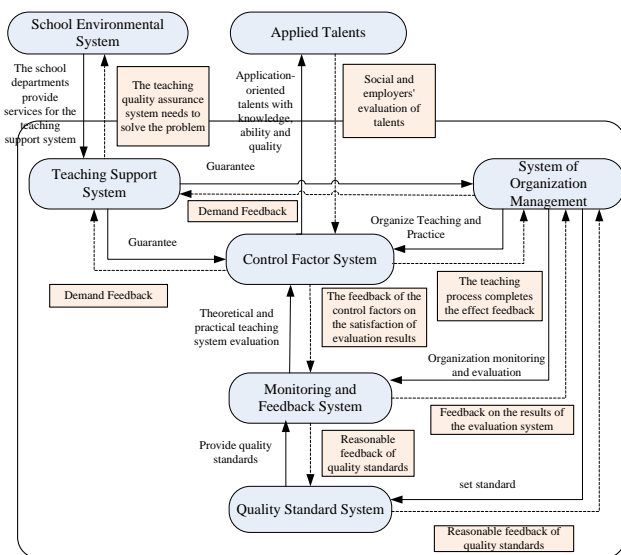 School Environmental
System
Applied Talents
The school
departments
provide
services for the
teaching
support system
The teaching
quality assurance
system needs to
solve the problem
Application-
oriented
talents with
knowledge,
ability and
quality
Social and
employers'
evaluation of
talents
Teaching Support
System
Guarantee
System of
Organization
Management
Demand Feedback
Organize Teaching and
Practice
Guarantee
Control Factor System
Demand Feedback
Theoretical and
practical teaching
system evaluation
The feedback of the
control factors on
the satisfaction of
evaluation results
The teaching
process completes
the effect feedback
Organization monitoring
and evaluation
Monitoring and
Feedback System
Feedback on the results of
the evaluation system
Provide quality
standards
Reasonable
feedback of
quality standards
set standard
Quality Standard System
Reasonable feedback of
quality standards